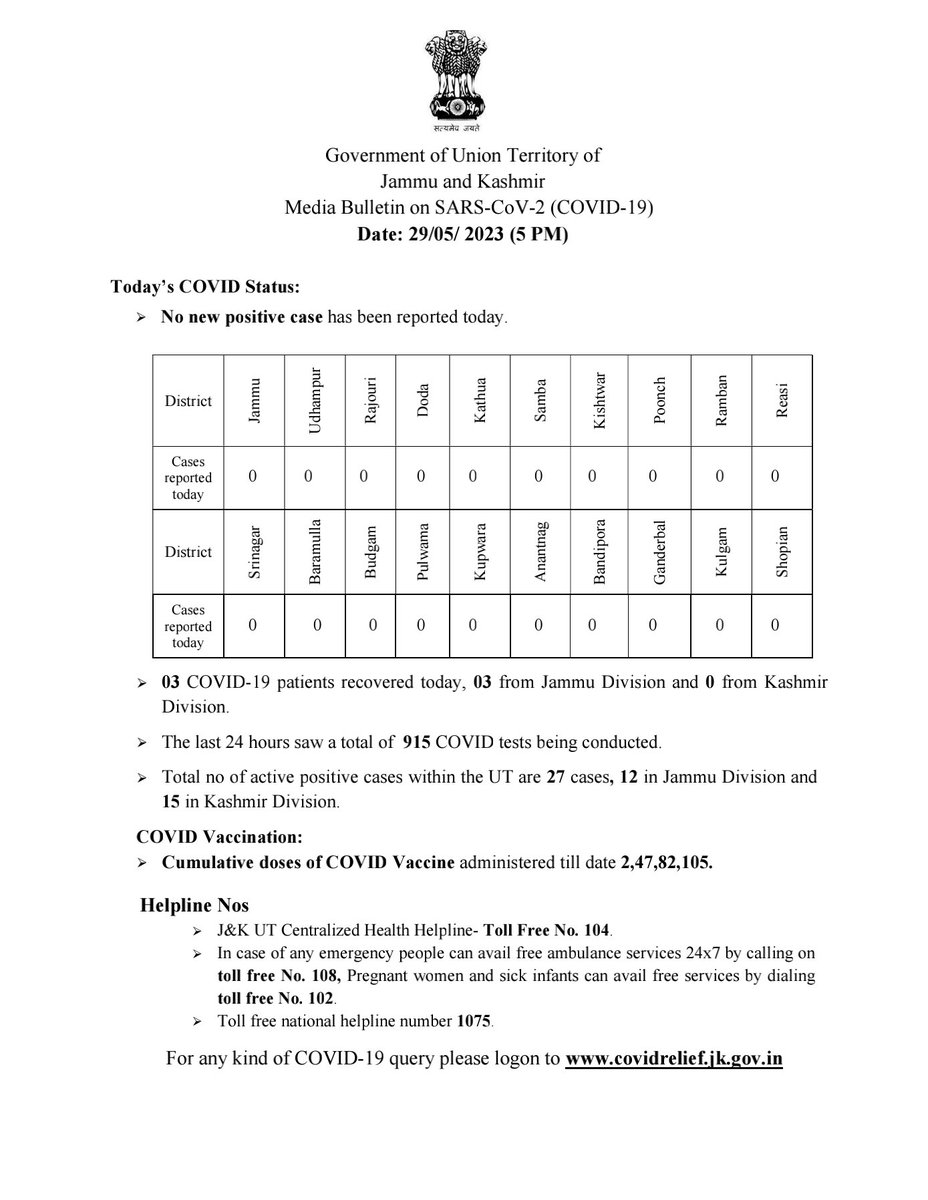 सत्यमेव जयते
Government of Union Territory of
Jammu and Kashmir
Media Bulletin on SARS-CoV-2 (COVID-19)
Date: 29/05/ 2023 (5 PM)
Today’s COVID Status:
➢ No new positive case has been reported today.
District Jammu Udhampur Rajouri Doda Kathua Samba Kishtwar Poonch Ramban Reasi
Cases
reported
today
0 0 0 0 0 0 0 0 0 0
District Srinagar Baramulla Budgam Pulwama Kupwara Anantnag Bandipora Ganderbal Kulgam Shopian
Cases
reported
today
0 0 0 0 0 0 0 0 0 0
➢ 03 COVID-19 patients recovered today, 03 from Jammu Division and 0 from Kashmir
Division.
➢ The last 24 hours saw a total of 915 COVID tests being conducted.
➢ Total no of active positive cases within the UT are 27 cases, 12 in Jammu Division and
15 in Kashmir Division.
COVID Vaccination:
➢ Cumulative doses of COVID Vaccine administered till date 2,47,82,105.
Helpline Nos
➢ J&K UT Centralized Health Helpline- Toll Free No. 104.
➢ In case of any emergency people can avail free ambulance services 24x7 by calling on
toll free No. 108, Pregnant women and sick infants can avail free services by dialing
toll free No. 102.
➢ Toll free national helpline number 1075.
For any kind of COVID-19 query please logon to www.covidrelief.jk.gov.in